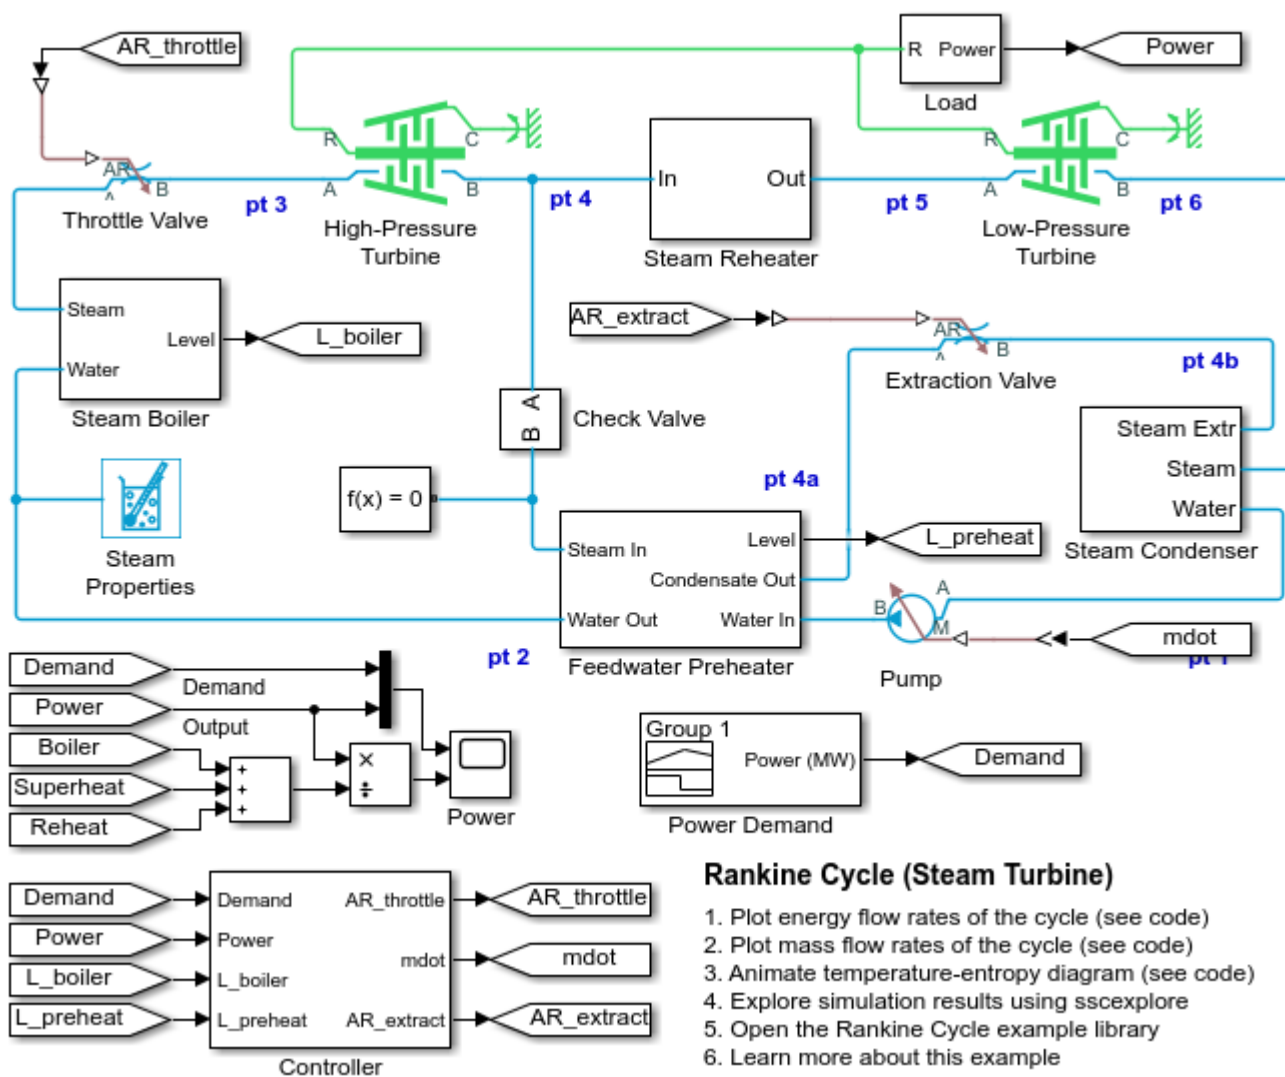 AR_throttle
R Power
Load
Power
R
C
R
C
AR
A
B
A
B
In
Out
A
B
Throttle Valve
pt 3
High-Pressure
Turbine
pt 4
Steam Reheater
pt 5
Low-Pressure
Turbine
pt 6
Steam
Level
Water
Steam Boiler
L_boiler
AR_extract
AR
A
B
Extraction Valve
pt 4b
A
B
Check Valve
Steam Extr
Steam
Water
Steam Condenser
Steam
Properties
f(x) = 0
pt 4a
Steam In
Level
Condensate Out
Water Out
Water In
Feedwater Preheater
L_preheat
B
A
M
Pump
mdot
pt 1
pt 2
Demand
Power
Boiler
Superheat
Reheat
Demand
Output
+
+
+
×
÷
Power
Group 1
Power (MW)
Power Demand
Demand
Demand
Power
L_boiler
L_preheat
Demand
Power
L_boiler
L_preheat
AR_throttle
mdot
AR_extract
Controller
AR_throttle
mdot
AR_extract
Rankine Cycle (Steam Turbine)
1. Plot energy flow rates of the cycle (see code)
2. Plot mass flow rates of the cycle (see code)
3. Animate temperature-entropy diagram (see code)
4. Explore simulation results using sscexplore
5. Open the Rankine Cycle example library
6. Learn more about this example